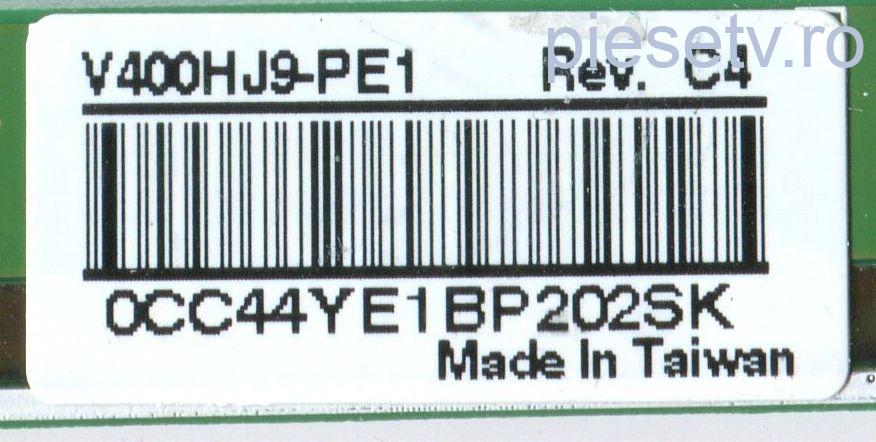 piesetv.ro
V400HJ9-PE1 Rev. C4
0CC44YE1BP202SK
Made In Taiwan